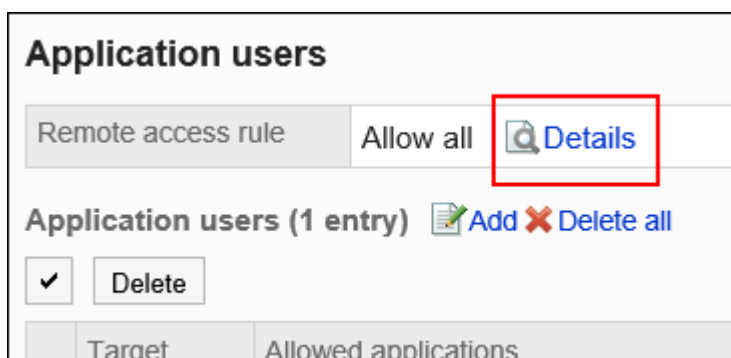 Application users
Remote access rule Allow all Details
Application users (1 entry) Add Delete all
Delete
Target Allowed applications